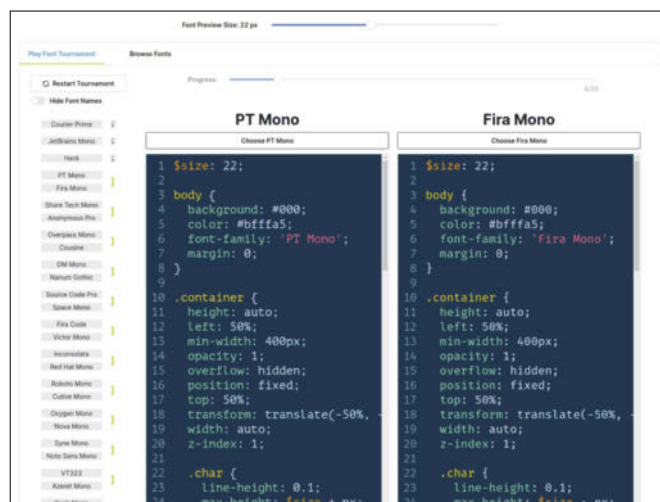 Font Preview Size: 22 px
Play Font Tournament
Browse Fonts
Restart Tournament
Progress:
4/29
Hide Font Names
Courier Prime
JetBrains Mono
Hack
PT Mono
Fira Mono
Share Tech Mono
Anonymous Pro
Overpass Mono
Cousine
DM Mono
Nanum Gothic
Source Code Pro
Space Mono
Fira Code
Victor Mono
Inconsolata
Red Hat Mono
Roboto Mono
Cutive Mono
Oxygen Mono
Nova Mono
Syne Mono
Noto Sans Mono
VT323
Azeret Mono
PT Mono
Choose PT Mono
1 $size: 22;
2
3 body {
4 background: #000;
5 color: #bfffa5;
6 font-family: 'PT Mono';
7 margin: 0;
8 }
9
10 .container {
11 height: auto;
12 left: 50%;
13 min-width: 400px;
14 opacity: 1;
15 overflow: hidden;
16 position: fixed;
17 top: 50%;
18 transform: translate(-50%, -
19 width: auto;
20 z-index: 1;
21
22 .char {
23 line-height: 0.1;
Fira Mono
Choose Fira Mono
1 $size: 22;
2
3 body {
4 background: #000;
5 color: #bfffa5;
6 font-family: 'Fira Mono';
7 margin: 0;
8 }
9
10 .container {
11 height: auto;
12 left: 50%;
13 min-width: 400px;
14 opacity: 1;
15 overflow: hidden;
16 position: fixed;
17 top: 50%;
18 transform: translate(-50%, -
19 width: auto;
20 z-index: 1;
21
22 .char {
23 line-height: 0.1;